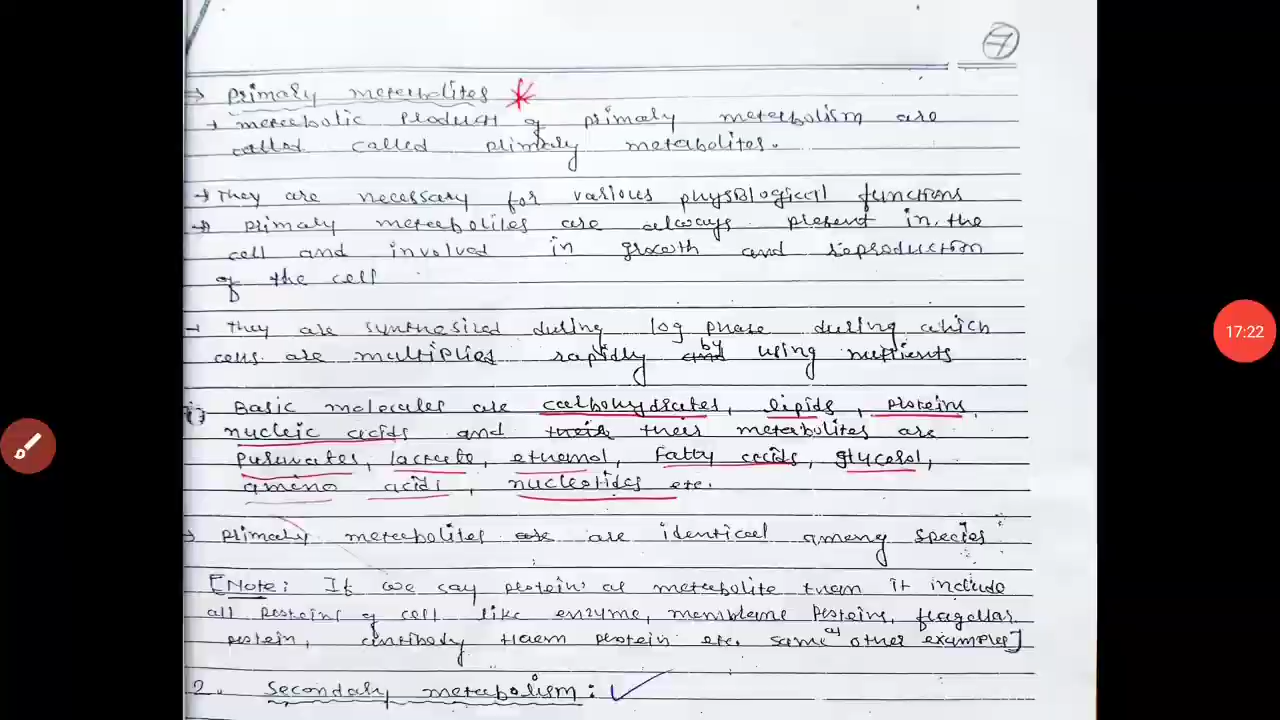 7
→ Primary metabolites *
→ metabolic product of primary metabolism are
called called primary metabolites.
→ They are necessary for various physiological functions
→ primary metabolites are always present in the
cell and involved in growth and reproduction
of the cell
→ They are synthesized during log phase during which
cells are multiplied rapidly by using nutrients
i) Basic molecules are carbohydrates, lipids, proteins,
nucleic acids and their their metabolites are
Puruvates, lactate, ethanol, Fatty acids, glycerol,
amino acids, nucleotides etc.
→ primary metabolites are are identical among species
[Note: If we say protein as metabolite then it include
all proteins of cell like enzyme, membrane proteins, flagellar
protein, antibody Haem protein etc. same as other examples]
2. Secondary metabolism: ✓
17:22